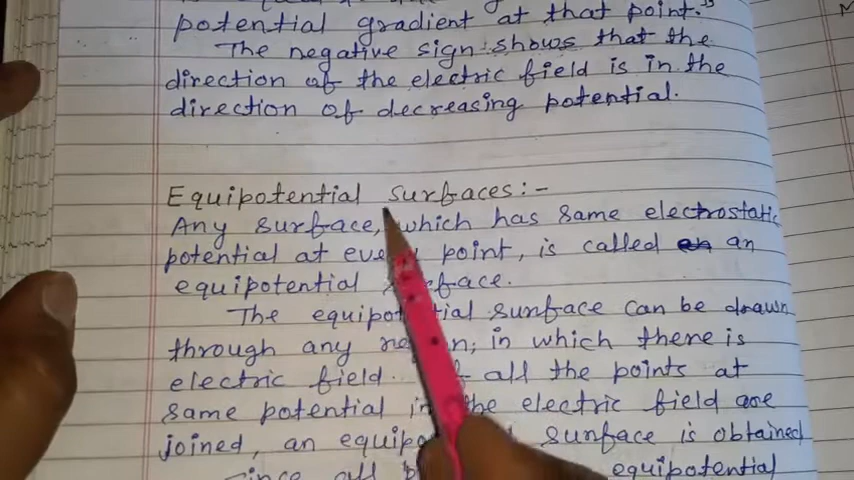 potential gradient at that point."
The negative sign shows that the
direction of the electric field is in the
direction of decreasing potential.
Equipotential surfaces:-
Any surface, which has same electrostatic
potential at every point, is called an
equipotential surface.
The equipotential surface can be drawn
through any region, in which there is
electric field. If all the points at
same potential in the electric field are
joined, an equipotential surface is obtained
equipotential